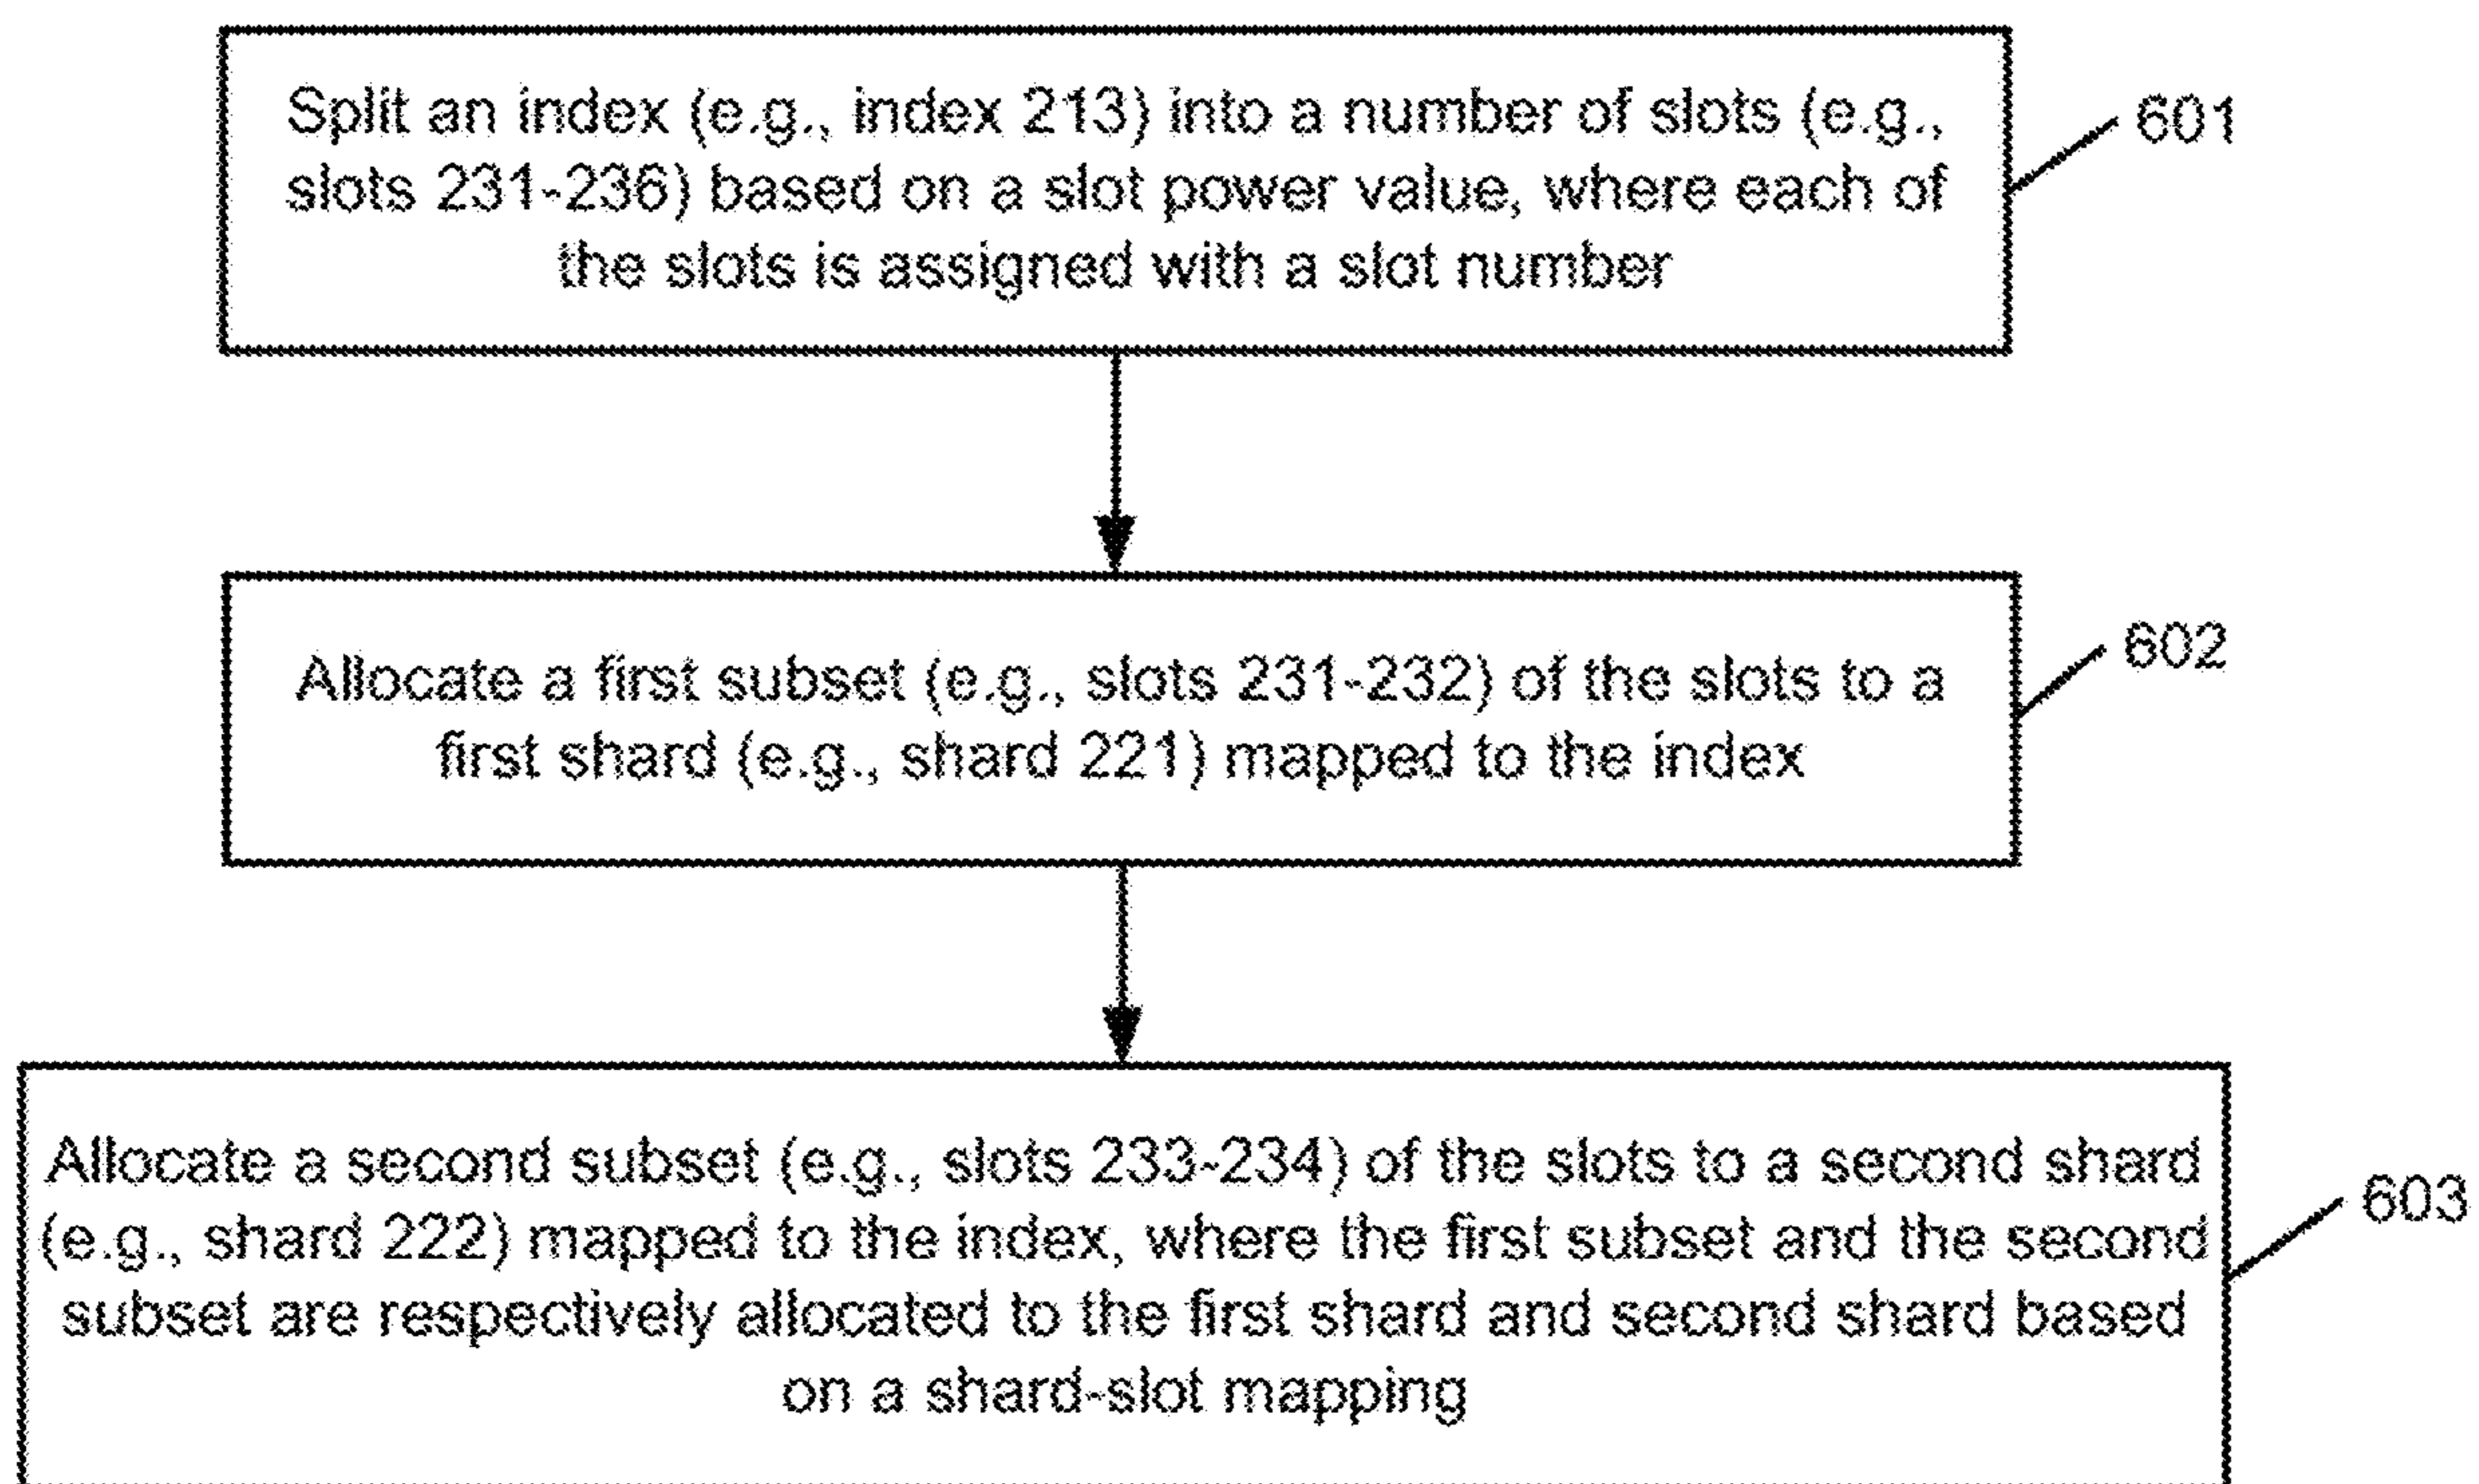 Split an index (e.g., index 213) into a number of slots (e.g.,
slots 231-236) based on a slot power value, where each of
the slots is assigned with a slot number
601
Allocate a first subset (e.g., slots 231-232) of the slots to a
first shard (e.g., shard 221) mapped to the index
602
Allocate a second subset (e.g., slots 233-234) of the slots to a second shard
(e.g., shard 222) mapped to the index, where the first subset and the second
subset are respectively allocated to the first shard and second shard based
on a shard-slot mapping
603